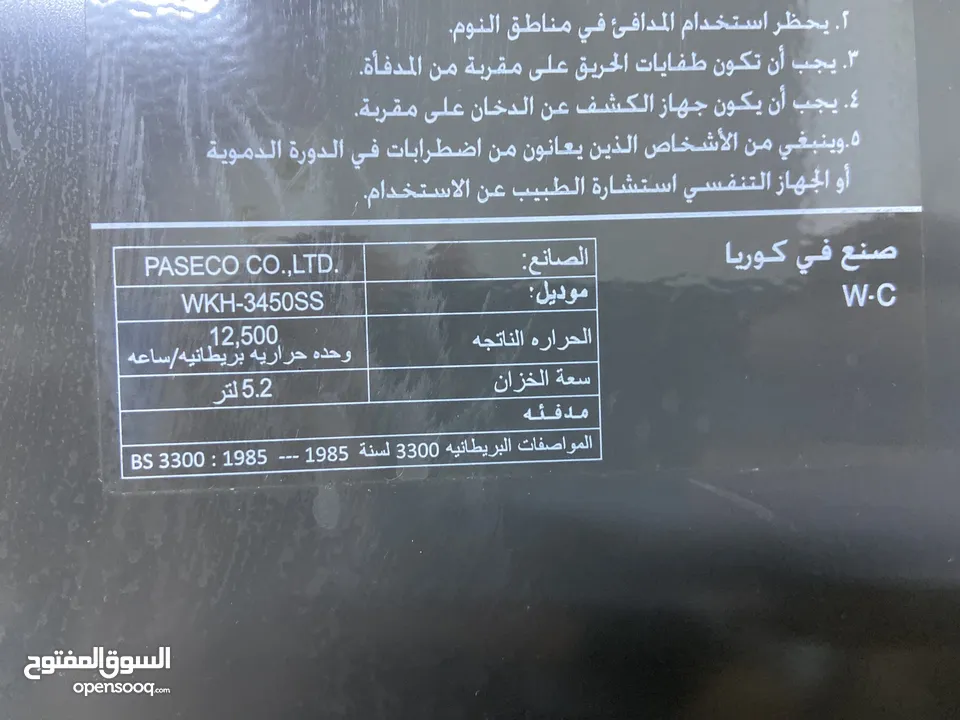 ٢. يحظر استخدام المدافئ في مناطق النوم.
٣. يجب أن تكون طفايات الحريق على مقربة من المدفأة.
٤. يجب أن يكون جهاز الكشف عن الدخان على مقربة.
٥.وينبغي من الأشخاص الذين يعانون من اضطرابات في الدورة الدموية
أو الجهاز التنفسي استشارة الطبيب عن الاستخدام.
صنع في كوريا
W·C
الصانع: PASECO CO.,LTD.
موديل: WKH-3450SS
الحراره الناتجه 12,500
وحده حراريه بريطانيه/ساعه
سعة الخزان 5.2 لتر
مدفئه
المواصفات البريطانيه 3300 لسنة 1985 --- BS 3300 : 1985
السوق المفتوح
opensooq.com